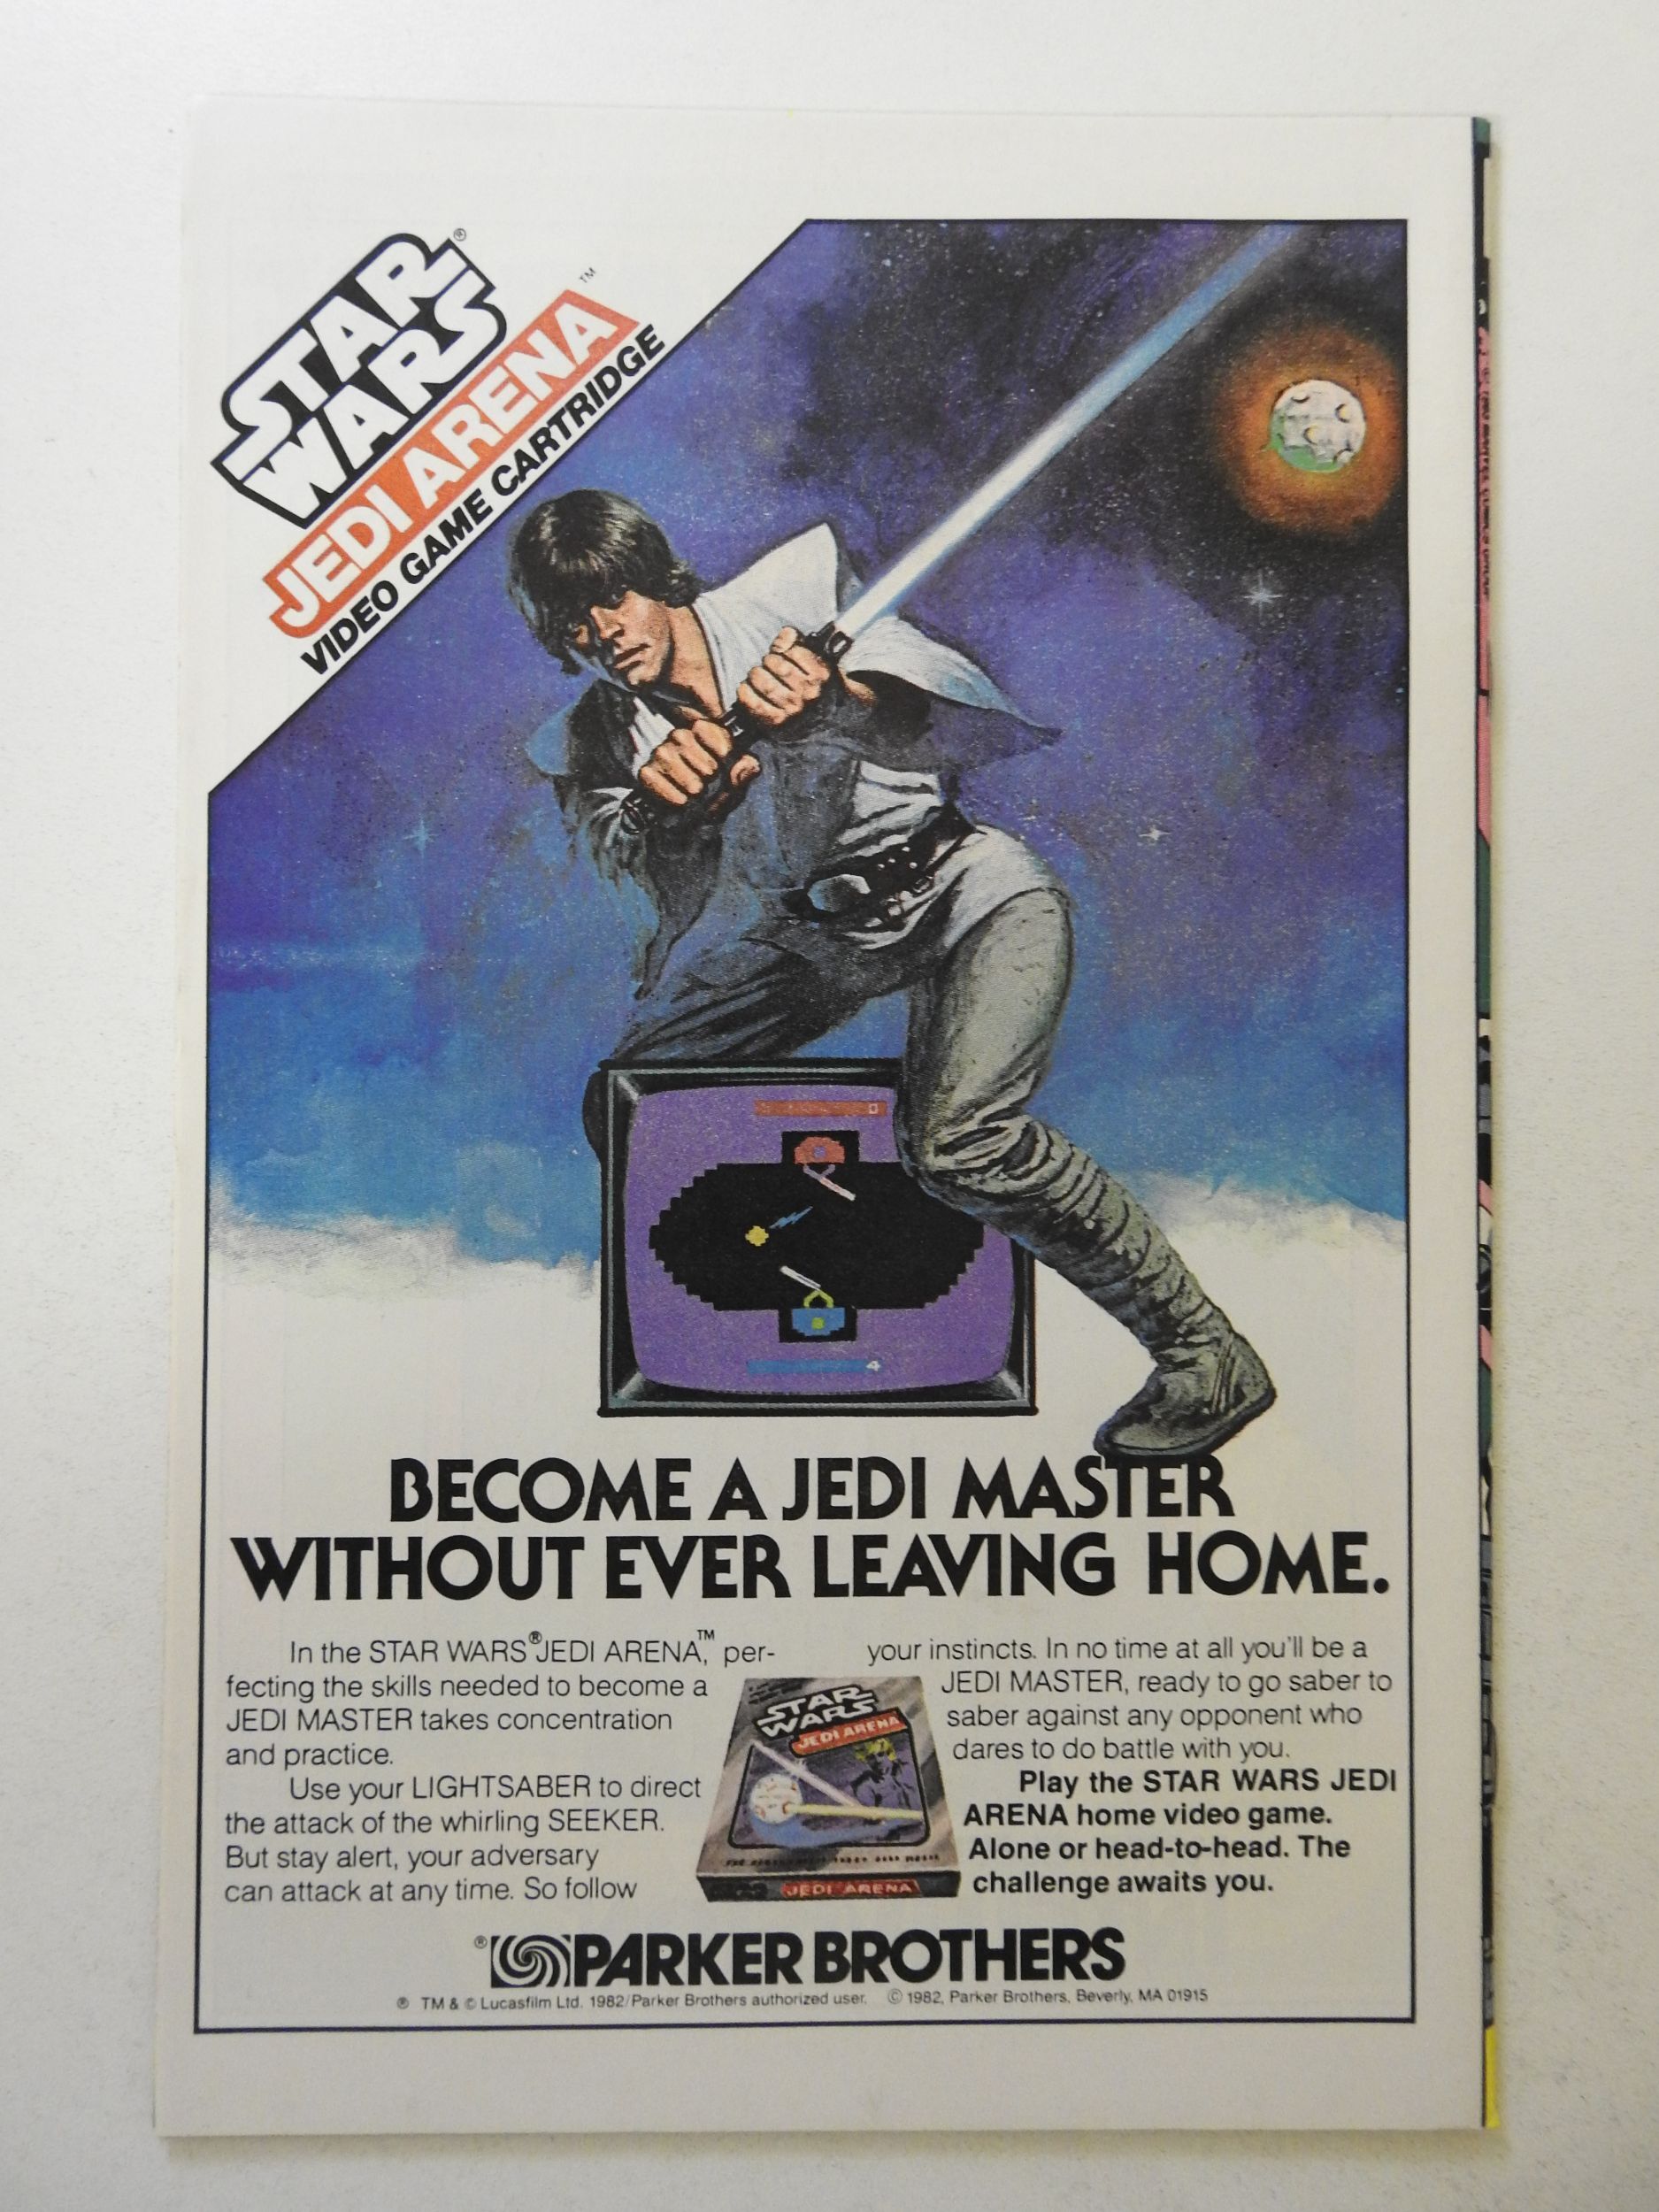 STAR
WARS®
JEDI ARENA™
VIDEO GAME CARTRIDGE
0
4
BECOME A JEDI MASTER
WITHOUT EVER LEAVING HOME.
In the STAR WARS® JEDI ARENA,™ per-
fecting the skills needed to become a
JEDI MASTER takes concentration
and practice.
Use your LIGHTSABER to direct
the attack of the whirling SEEKER.
But stay alert, your adversary
can attack at any time. So follow
your instincts. In no time at all you'll be a
JEDI MASTER, ready to go saber to
saber against any opponent who
dares to do battle with you.
Play the STAR WARS JEDI
ARENA home video game.
Alone or head-to-head. The
challenge awaits you.
STAR
WARS
JEDI ARENA
JEDI ARENA
®PARKER BROTHERS
® TM & © Lucasfilm Ltd. 1982/Parker Brothers authorized user. © 1982, Parker Brothers, Beverly, MA 01915